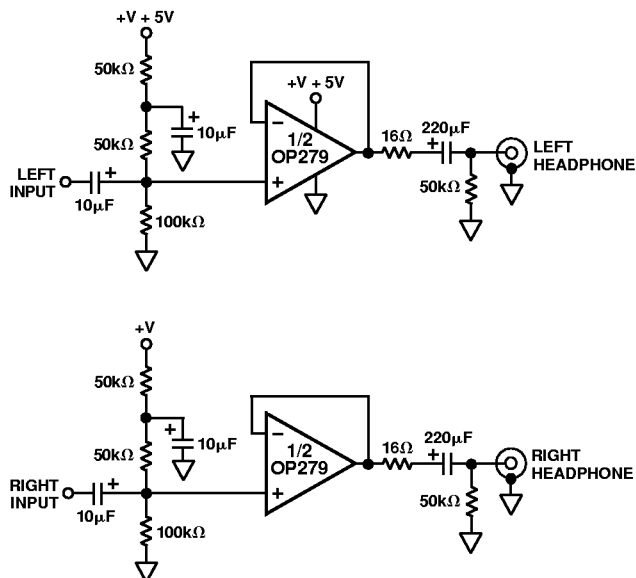 +V + 5V
50kΩ
+V + 5V
50kΩ
+
10μF
−
1/2
OP279
+
16Ω
220μF
+
LEFT
HEADPHONE
50kΩ
LEFT
INPUT
+
10μF
100kΩ
+V
50kΩ
50kΩ
+
10μF
−
1/2
OP279
+
16Ω
220μF
+
RIGHT
HEADPHONE
50kΩ
RIGHT
INPUT
+
10μF
100kΩ